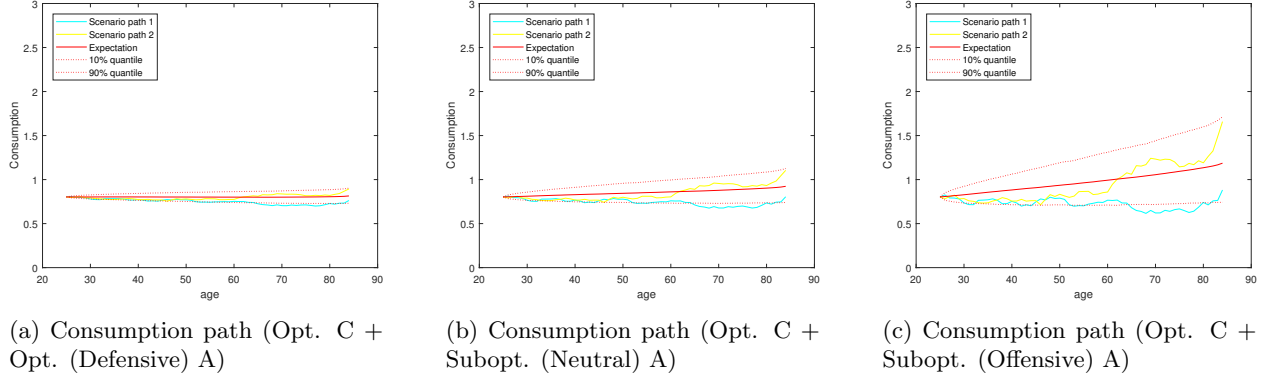 3
2.5
2
1.5
1
0.5
0
Consumption
Scenario path 1
Scenario path 2
Expectation
10% quantile
90% quantile
20 30 40 50 60 70 80 90
age
(a) Consumption path (Opt. C +
Opt. (Defensive) A)
3
2.5
2
1.5
1
0.5
0
Consumption
Scenario path 1
Scenario path 2
Expectation
10% quantile
90% quantile
20 30 40 50 60 70 80 90
age
(b) Consumption path (Opt. C +
Subopt. (Neutral) A)
3
2.5
2
1.5
1
0.5
0
Consumption
Scenario path 1
Scenario path 2
Expectation
10% quantile
90% quantile
20 30 40 50 60 70 80 90
age
(c) Consumption path (Opt. C +
Subopt. (Offensive) A)